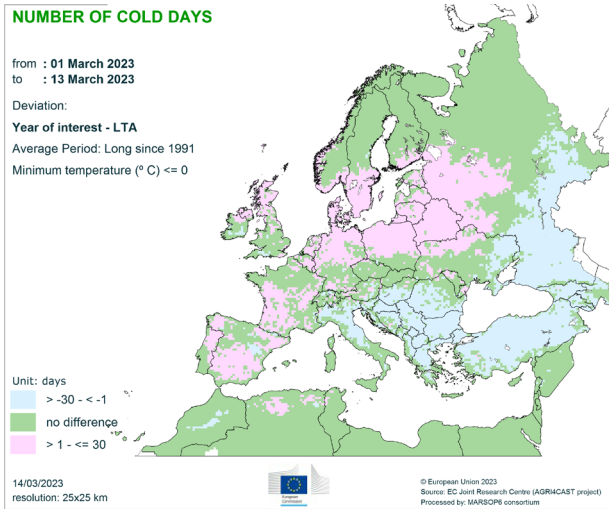 NUMBER OF COLD DAYS
from : 01 March 2023
to : 13 March 2023
Deviation:
Year of interest - LTA
Average Period: Long since 1991
Minimum temperature (º C) <= 0
Unit: days
> -30 - < -1
no difference
> 1 - <= 30
14/03/2023
resolution: 25x25 km
European
Commission
© European Union 2023
Source: EC Joint Research Centre (AGRI4CAST project)
Processed by: MARSOP6 consortium